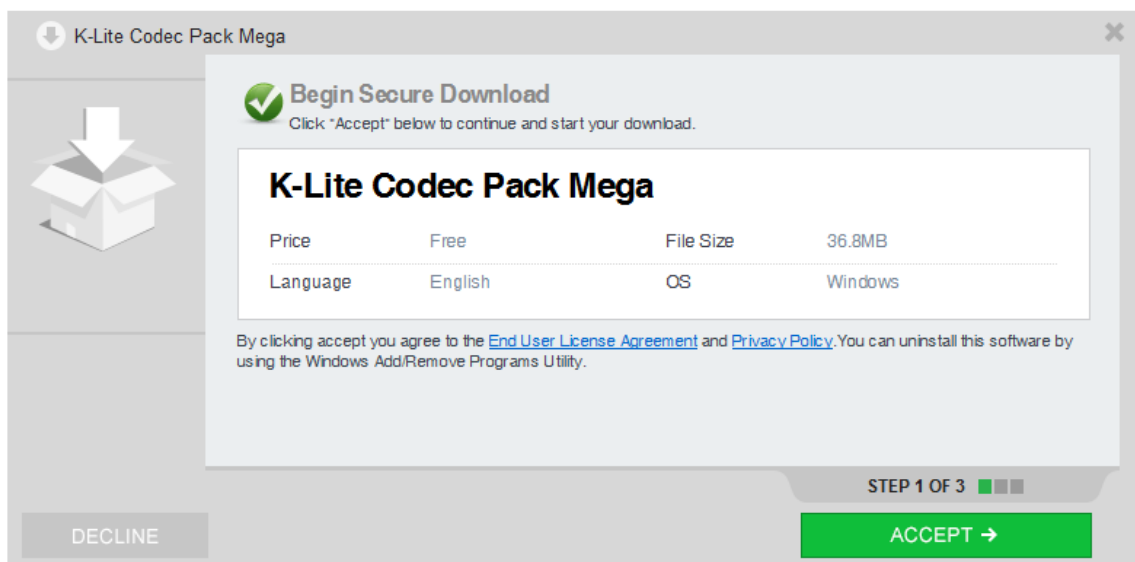 K-Lite Codec Pack Mega
Begin Secure Download
Click "Accept" below to continue and start your download.
K-Lite Codec Pack Mega
Price Free File Size 36.8MB
Language English OS Windows
By clicking accept you agree to the End User License Agreement and Privacy Policy.You can uninstall this software by
using the Windows Add/Remove Programs Utility.
STEP 1 OF 3
DECLINE
ACCEPT →